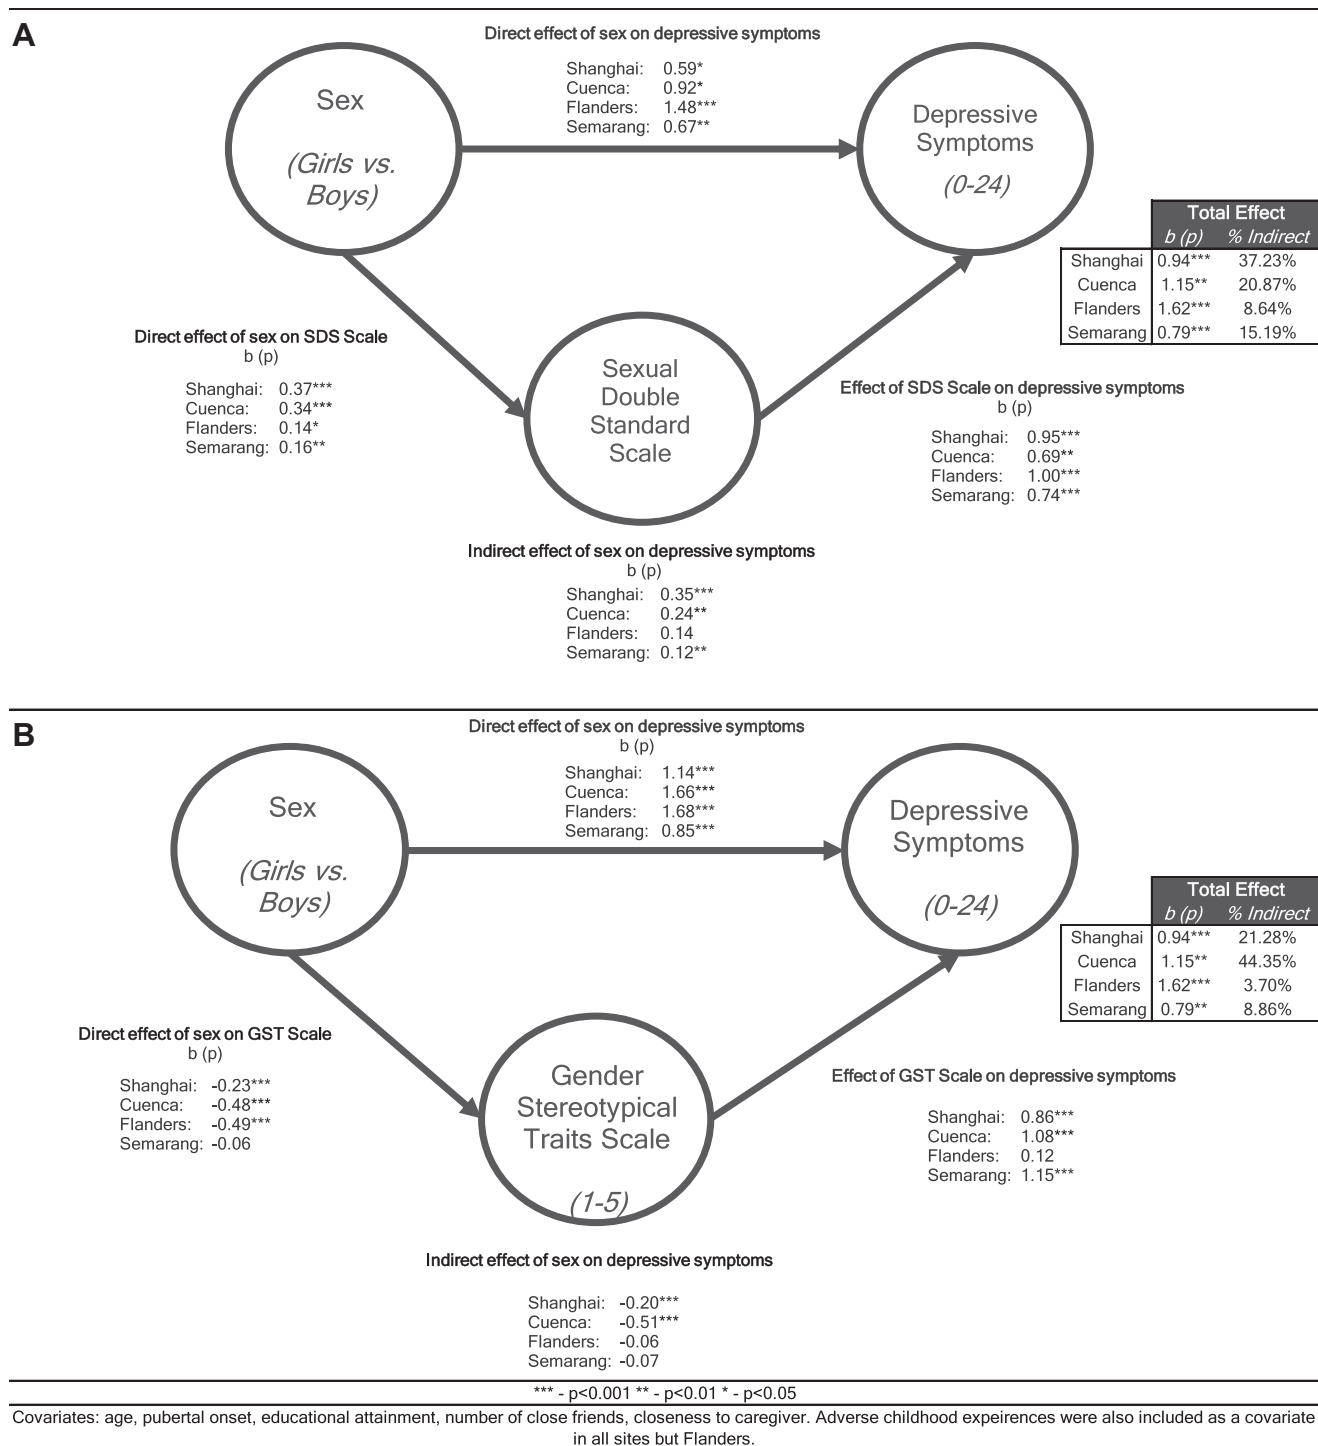 A
Direct effect of sex on depressive symptoms
Shanghai: 0.59*
Cuenca: 0.92*
Flanders: 1.48***
Semarang: 0.67**
Sex
(Girls vs.
Boys)
Depressive
Symptoms
(0-24)
Total Effect
b (p) % Indirect
Shanghai 0.94*** 37.23%
Cuenca 1.15** 20.87%
Flanders 1.62*** 8.64%
Semarang 0.79*** 15.19%
Direct effect of sex on SDS Scale
b (p)
Shanghai: 0.37***
Cuenca: 0.34***
Flanders: 0.14*
Semarang: 0.16**
Sexual
Double
Standard
Scale
Effect of SDS Scale on depressive symptoms
b (p)
Shanghai: 0.95***
Cuenca: 0.69**
Flanders: 1.00***
Semarang: 0.74***
Indirect effect of sex on depressive symptoms
b (p)
Shanghai: 0.35***
Cuenca: 0.24**
Flanders: 0.14
Semarang: 0.12**
B
Direct effect of sex on depressive symptoms
b (p)
Shanghai: 1.14***
Cuenca: 1.66***
Flanders: 1.68***
Semarang: 0.85***
Sex
(Girls vs.
Boys)
Depressive
Symptoms
(0-24)
Total Effect
b (p) % Indirect
Shanghai 0.94*** 21.28%
Cuenca 1.15** 44.35%
Flanders 1.62*** 3.70%
Semarang 0.79** 8.86%
Direct effect of sex on GST Scale
b (p)
Shanghai: -0.23***
Cuenca: -0.48***
Flanders: -0.49***
Semarang: -0.06
Gender
Stereotypical
Traits Scale
(1-5)
Effect of GST Scale on depressive symptoms
Shanghai: 0.86***
Cuenca: 1.08***
Flanders: 0.12
Semarang: 1.15***
Indirect effect of sex on depressive symptoms
Shanghai: -0.20***
Cuenca: -0.51***
Flanders: -0.06
Semarang: -0.07
*** - p<0.001 ** - p<0.01 * - p<0.05
Covariates: age, pubertal onset, educational attainment, number of close friends, closeness to caregiver. Adverse childhood expeirences were also included as a covariate
in all sites but Flanders.